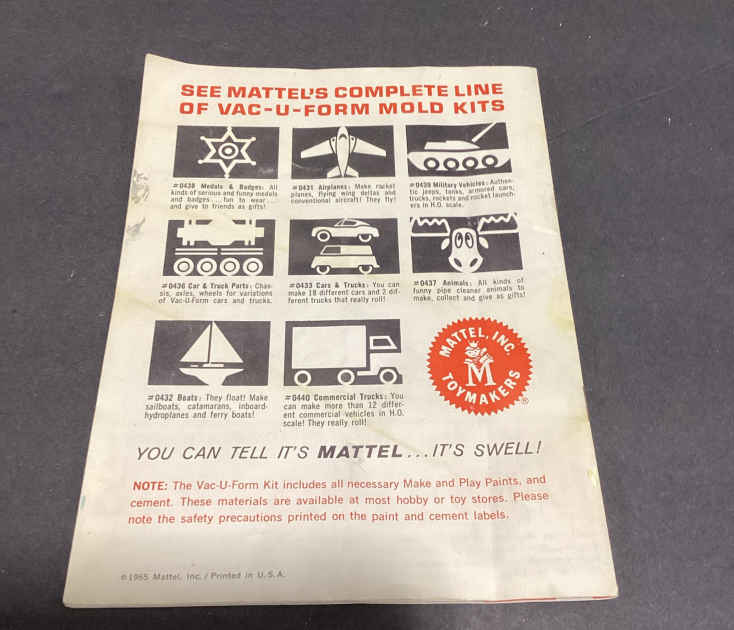 SEE MATTEL'S COMPLETE LINE
OF VAC-U-FORM MOLD KITS
#0438 Medals & Badges: All
kinds of serious and funny medals
and badges...fun to wear...
and give to friends as gifts!
#0431 Airplanes: Make rocket
planes, flying wing deltas and
conventional aircraft! They fly!
#0439 Military Vehicles: Authen-
tic jeeps, tanks, armored cars,
trucks, rockets and rocket launch-
ers in H.O. scale.
#0436 Car & Truck Parts: Chas-
sis, axles, wheels for variations
of Vac-U-Form cars and trucks.
#0433 Cars & Trucks: You can
make 18 different cars and 2 dif-
ferent trucks that really roll!
#0437 Animals: All kinds of
funny pipe cleaner animals to
make, collect and give as gifts!
#0432 Boats: They float! Make
sailboats, catamarans, inboard-
hydroplanes and ferry boats!
#0440 Commercial Trucks: You
can make more than 12 differ-
ent commercial vehicles in H.O.
scale! They really roll!
MATTEL, INC.
M
TOYMAKERS
®
YOU CAN TELL IT'S MATTEL...IT'S SWELL!
NOTE: The Vac-U-Form Kit includes all necessary Make and Play Paints, and
cement. These materials are available at most hobby or toy stores. Please
note the safety precautions printed on the paint and cement labels.
©1965 Mattel, Inc. / Printed in U.S.A.